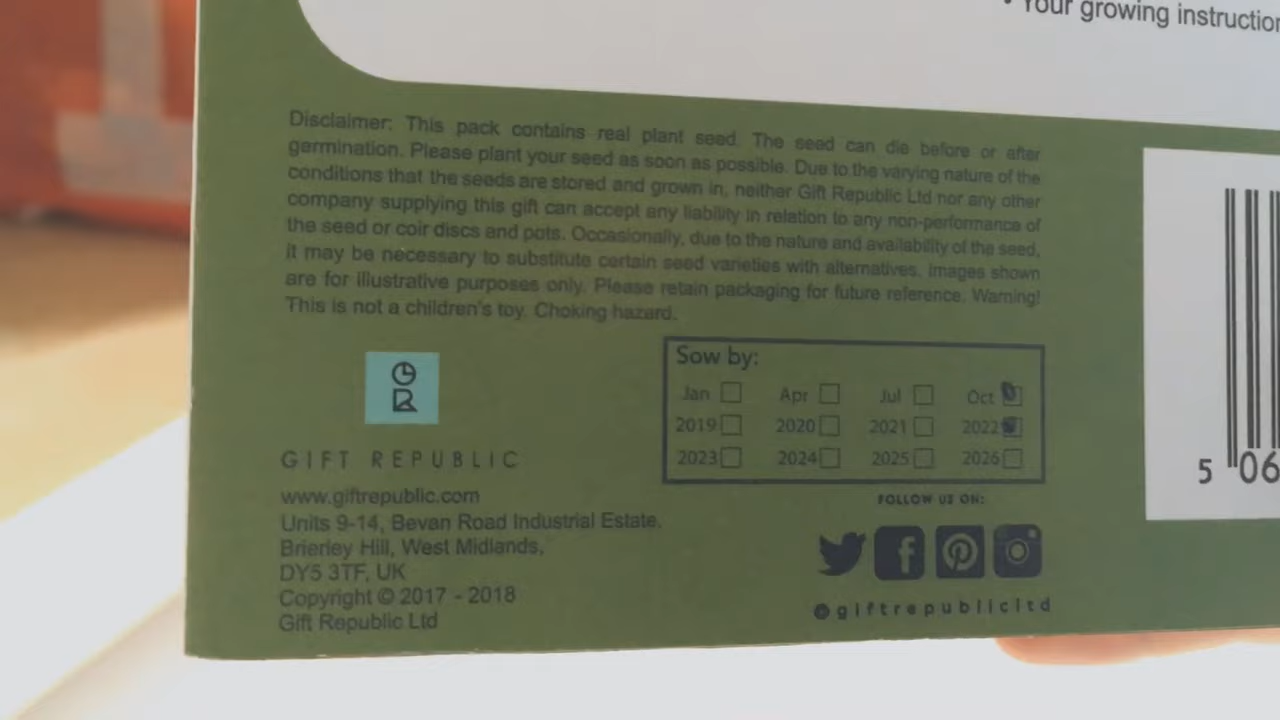 • Your growing instruction
Disclaimer: This pack contains real plant seed. The seed can die before or after
germination. Please plant your seed as soon as possible. Due to the varying nature of the
conditions that the seeds are stored and grown in, neither Gift Republic Ltd nor any other
company supplying this gift can accept any liability in relation to any non-performance of
the seed or coir discs and pots. Occasionally, due to the nature and availability of the seed,
it may be necessary to substitute certain seed varieties with alternatives. Images shown
are for illustrative purposes only. Please retain packaging for future reference. Warning!
This is not a children's toy. Choking hazard.
Sow by:
Jan Apr Jul Oct
2019 2020 2021 2022
2023 2024 2025 2026
GIFT REPUBLIC
www.giftrepublic.com
Units 9-14, Bevan Road Industrial Estate,
Brierley Hill, West Midlands,
DY5 3TF, UK
Copyright © 2017 - 2018
Gift Republic Ltd
FOLLOW US ON:
@giftrepublicltd
5 06